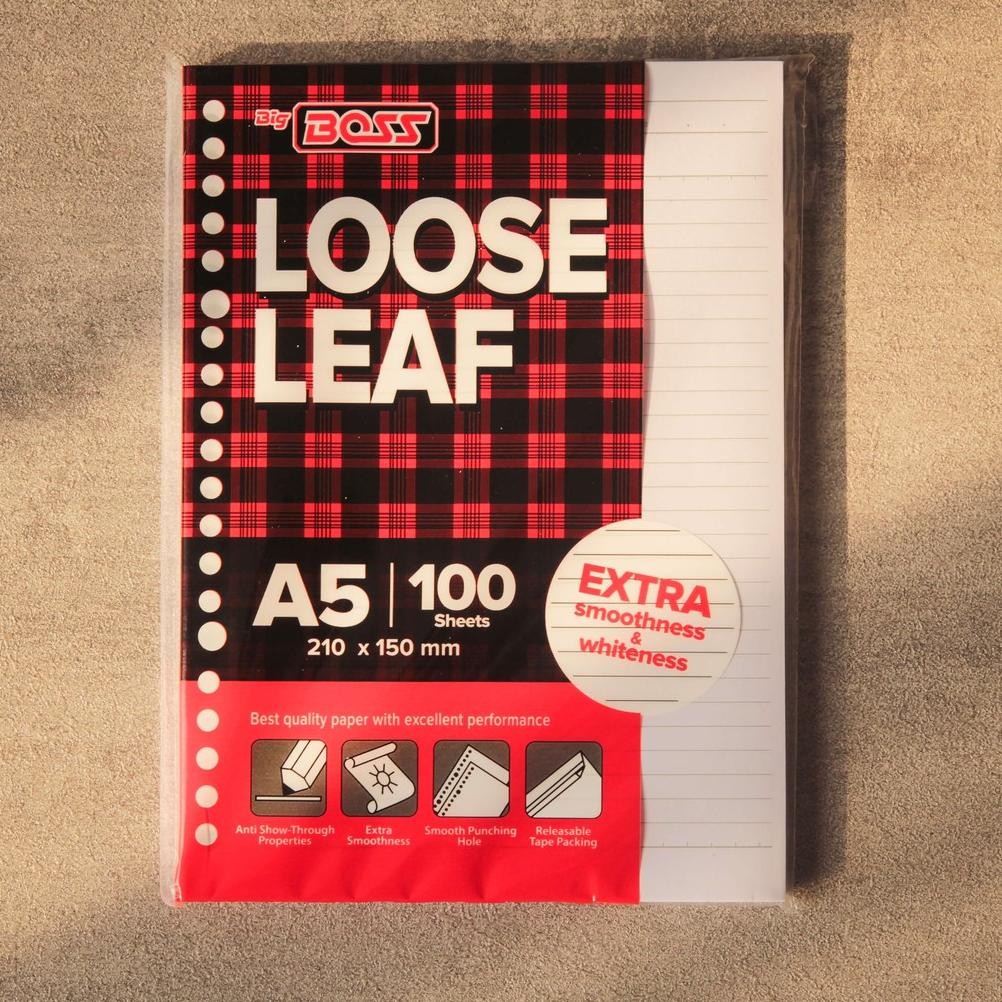 Big BOSS
LOOSE
LEAF
A5 | 100
Sheets
210 x 150 mm
EXTRA
smoothness
&
whiteness
Best quality paper with excellent performance
Anti Show-Through
Properties
Extra
Smoothness
Smooth Punching
Hole
Releasable
Tape Packing